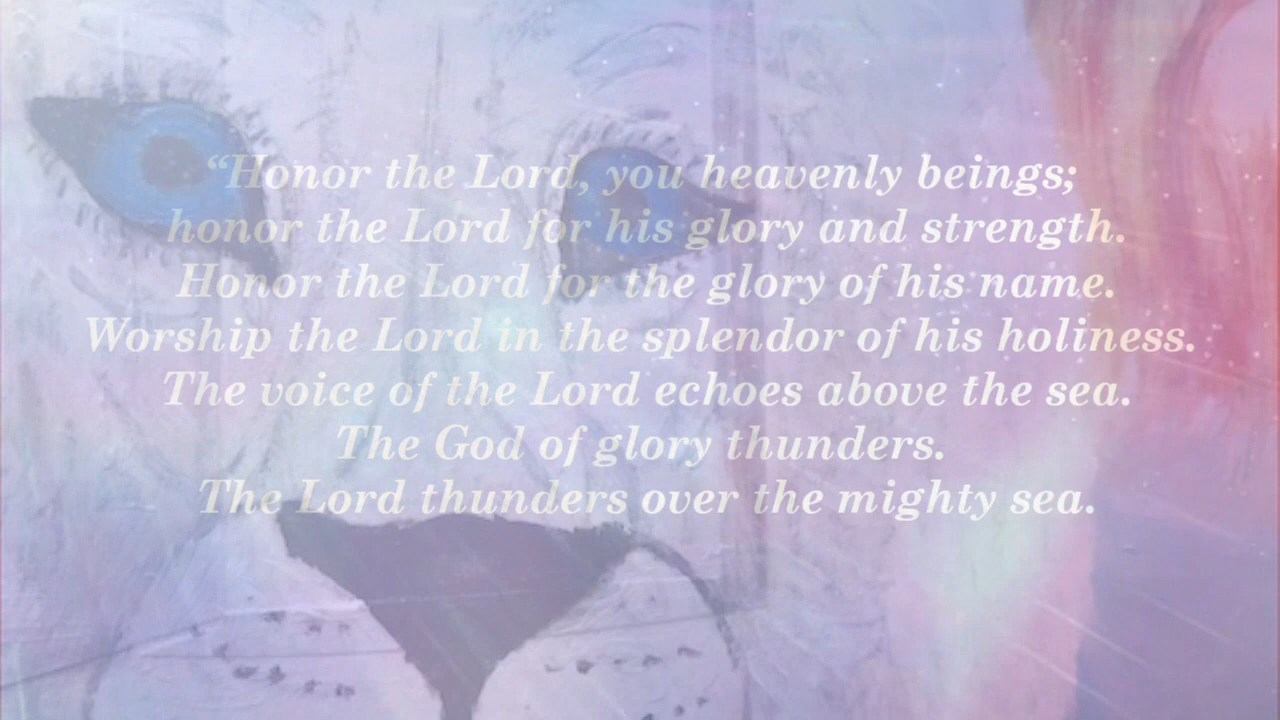 “Honor the Lord, you heavenly beings;
honor the Lord for his glory and strength.
Honor the Lord for the glory of his name.
Worship the Lord in the splendor of his holiness.
The voice of the Lord echoes above the sea.
The God of glory thunders.
The Lord thunders over the mighty sea.